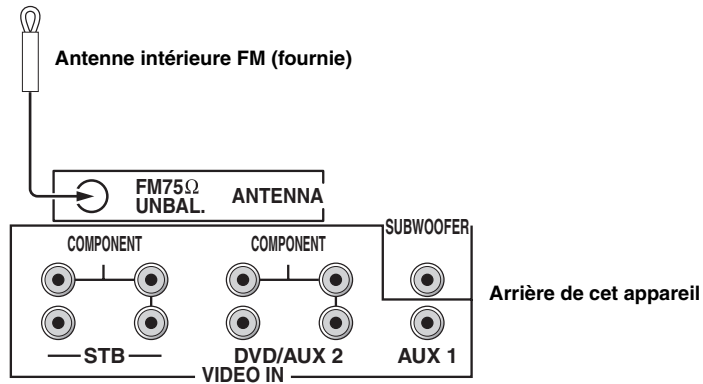 Antenne intérieure FM (fournie)
FM75Ω
UNBAL.
ANTENNA
SUBWOOFER
COMPONENT
COMPONENT
Arrière de cet appareil
STB
DVD/AUX 2
AUX 1
VIDEO IN